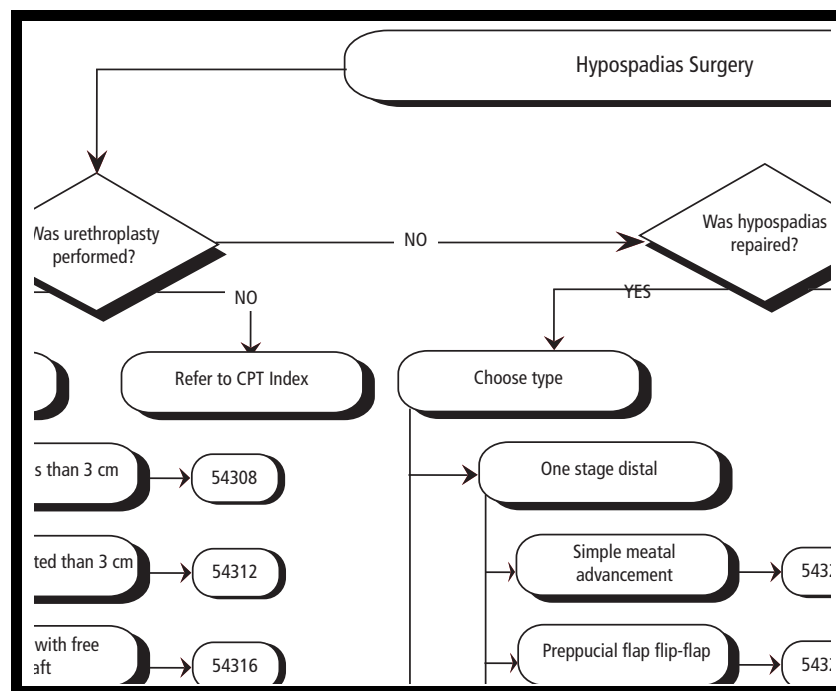 Hypospadias Surgery
Was urethroplasty
performed?
NO
Was hypospadias
repaired?
NO
YES
Refer to CPT Index
Choose type
than 3 cm
54308
One stage distal
than 3 cm
54312
Simple meatal
advancement
with free
54316
Preppucial flap flip-flap